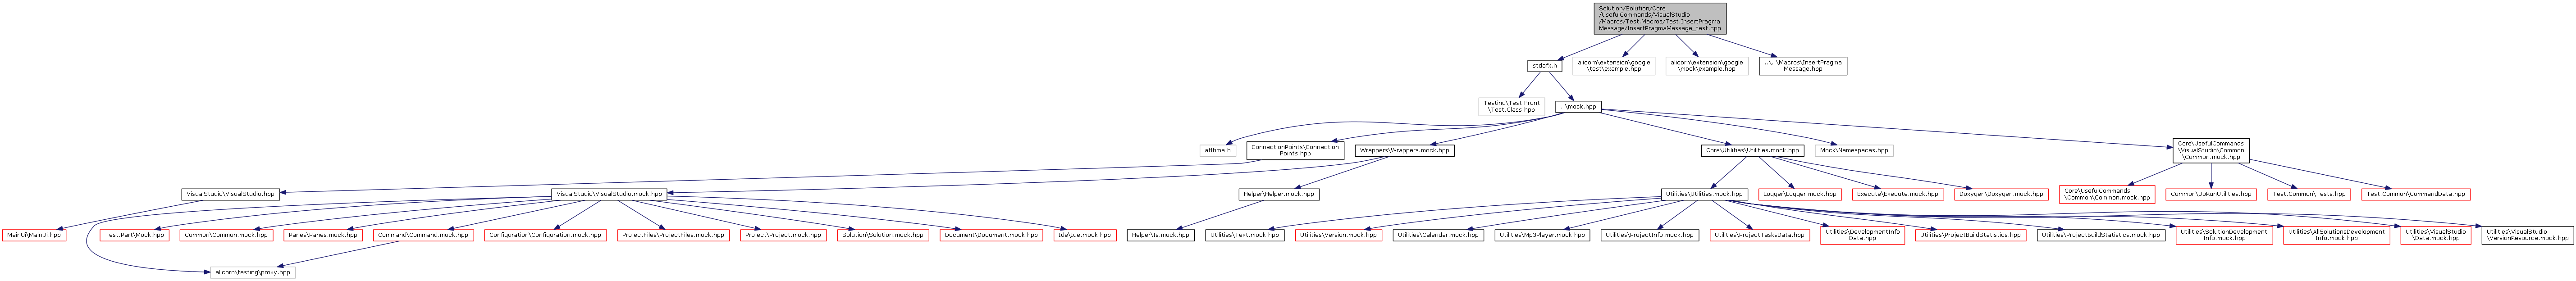 Solution/Solution/Core
/UsefulCommands/VisualStudio
/Macros/Test.Macros/Test.InsertPragma
Message/InsertPragmaMessage_test.cpp
stdafx.h
alicorn\extension\google
\test\example.hpp
alicorn\extension\google
\mock\example.hpp
..\..\Macros\InsertPragma
Message.hpp
Testing\Test.Front
\Test.Class.hpp
..\mock.hpp
atltime.h
ConnectionPoints\Connection
Points.hpp
Wrappers\Wrappers.mock.hpp
Core\Utilities\Utilities.mock.hpp
Mock\Namespaces.hpp
Core\UsefulCommands
\VisualStudio\Common
\Common.mock.hpp
VisualStudio\VisualStudio.hpp
VisualStudio\VisualStudio.mock.hpp
Helper\Helper.mock.hpp
Utilities\Utilities.mock.hpp
Logger\Logger.mock.hpp
Execute\Execute.mock.hpp
Doxygen\Doxygen.mock.hpp
Core\UsefulCommands
\Common\Common.mock.hpp
Common\DoRunUtilities.hpp
Test.Common\Tests.hpp
Test.Common\CommandData.hpp
MainUi\MainUi.hpp
Test.Part\Mock.hpp
Common\Common.mock.hpp
Panes\Panes.mock.hpp
Command\Command.mock.hpp
Configuration\Configuration.mock.hpp
ProjectFiles\ProjectFiles.mock.hpp
Project\Project.mock.hpp
Solution\Solution.mock.hpp
Document\Document.mock.hpp
Ide\Ide.mock.hpp
Helper\Is.mock.hpp
Utilities\Text.mock.hpp
Utilities\Version.mock.hpp
Utilities\Calendar.mock.hpp
Utilities\Mp3Player.mock.hpp
Utilities\ProjectInfo.mock.hpp
Utilities\ProjectTasksData.hpp
Utilities\DevelopmentInfo
Data.hpp
Utilities\ProjectBuildStatistics.hpp
Utilities\ProjectBuildStatistics.mock.hpp
Utilities\SolutionDevelopment
Info.mock.hpp
Utilities\AllSolutionsDevelopment
Info.mock.hpp
Utilities\VisualStudio
\Data.mock.hpp
Utilities\VisualStudio
\VersionResource.mock.hpp
alicorn\testing\proxy.hpp